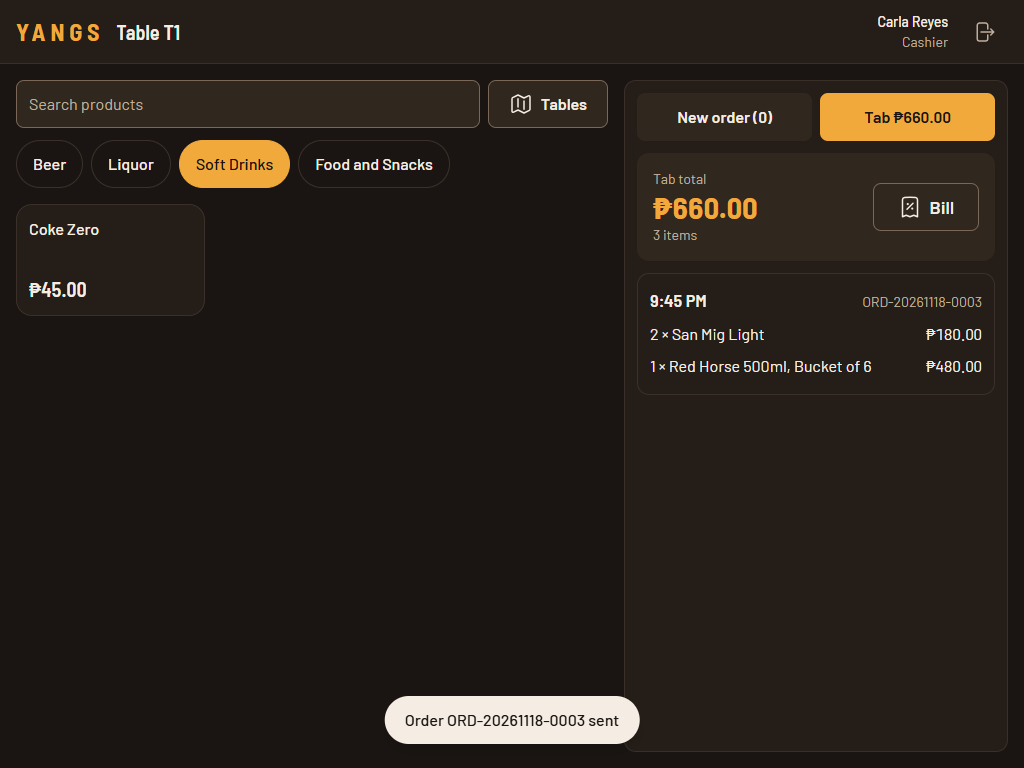 YANGS Table T1
Carla Reyes
Cashier
Search products
Tables
Beer
Liquor
Soft Drinks
Food and Snacks
Coke Zero
₱45.00
New order (0)
Tab ₱660.00
Tab total
₱660.00
3 items
Bill
9:45 PM ORD-20261118-0003
2 × San Mig Light ₱180.00
1 × Red Horse 500ml, Bucket of 6 ₱480.00
Order ORD-20261118-0003 sent